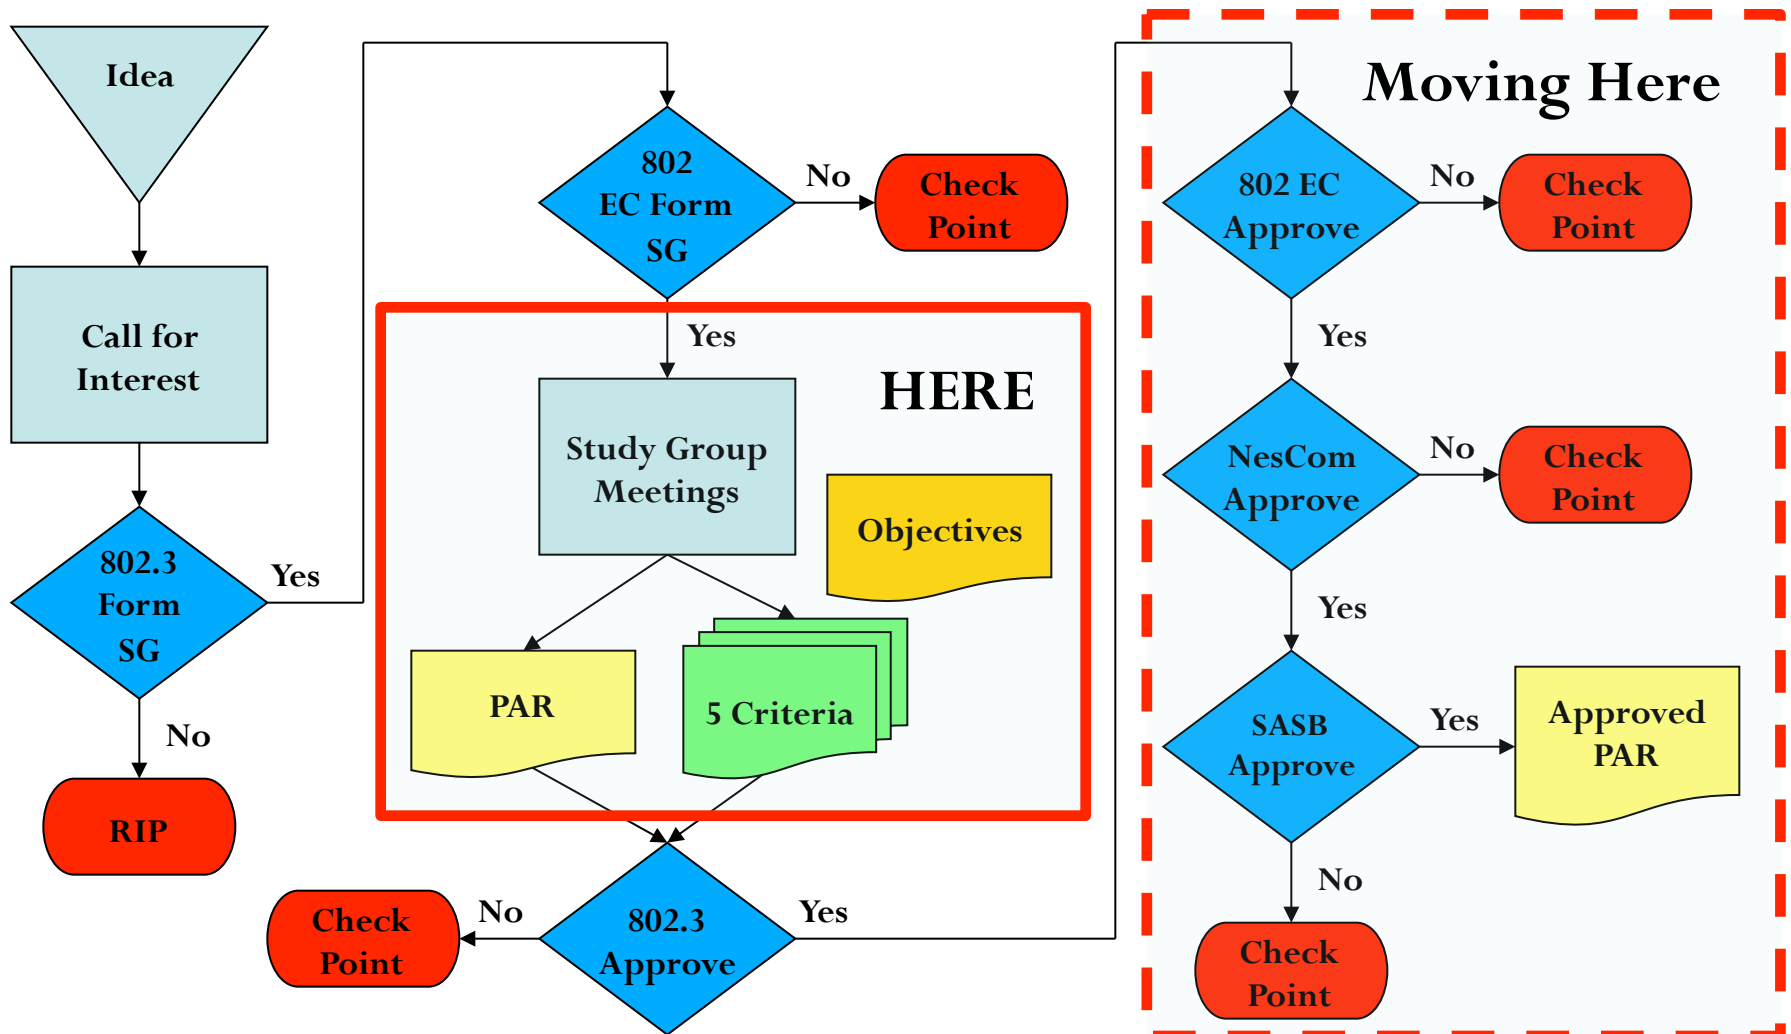 Idea
Call for
Interest
802.3
Form
SG
Yes
No
RIP
802
EC Form
SG
No
Check
Point
Yes
HERE
Study Group
Meetings
Objectives
PAR
5 Criteria
802.3
Approve
No
Check
Point
Yes
Moving Here
802 EC
Approve
No
Check
Point
Yes
NesCom
Approve
No
Check
Point
Yes
SASB
Approve
Yes
Approved
PAR
No
Check
Point